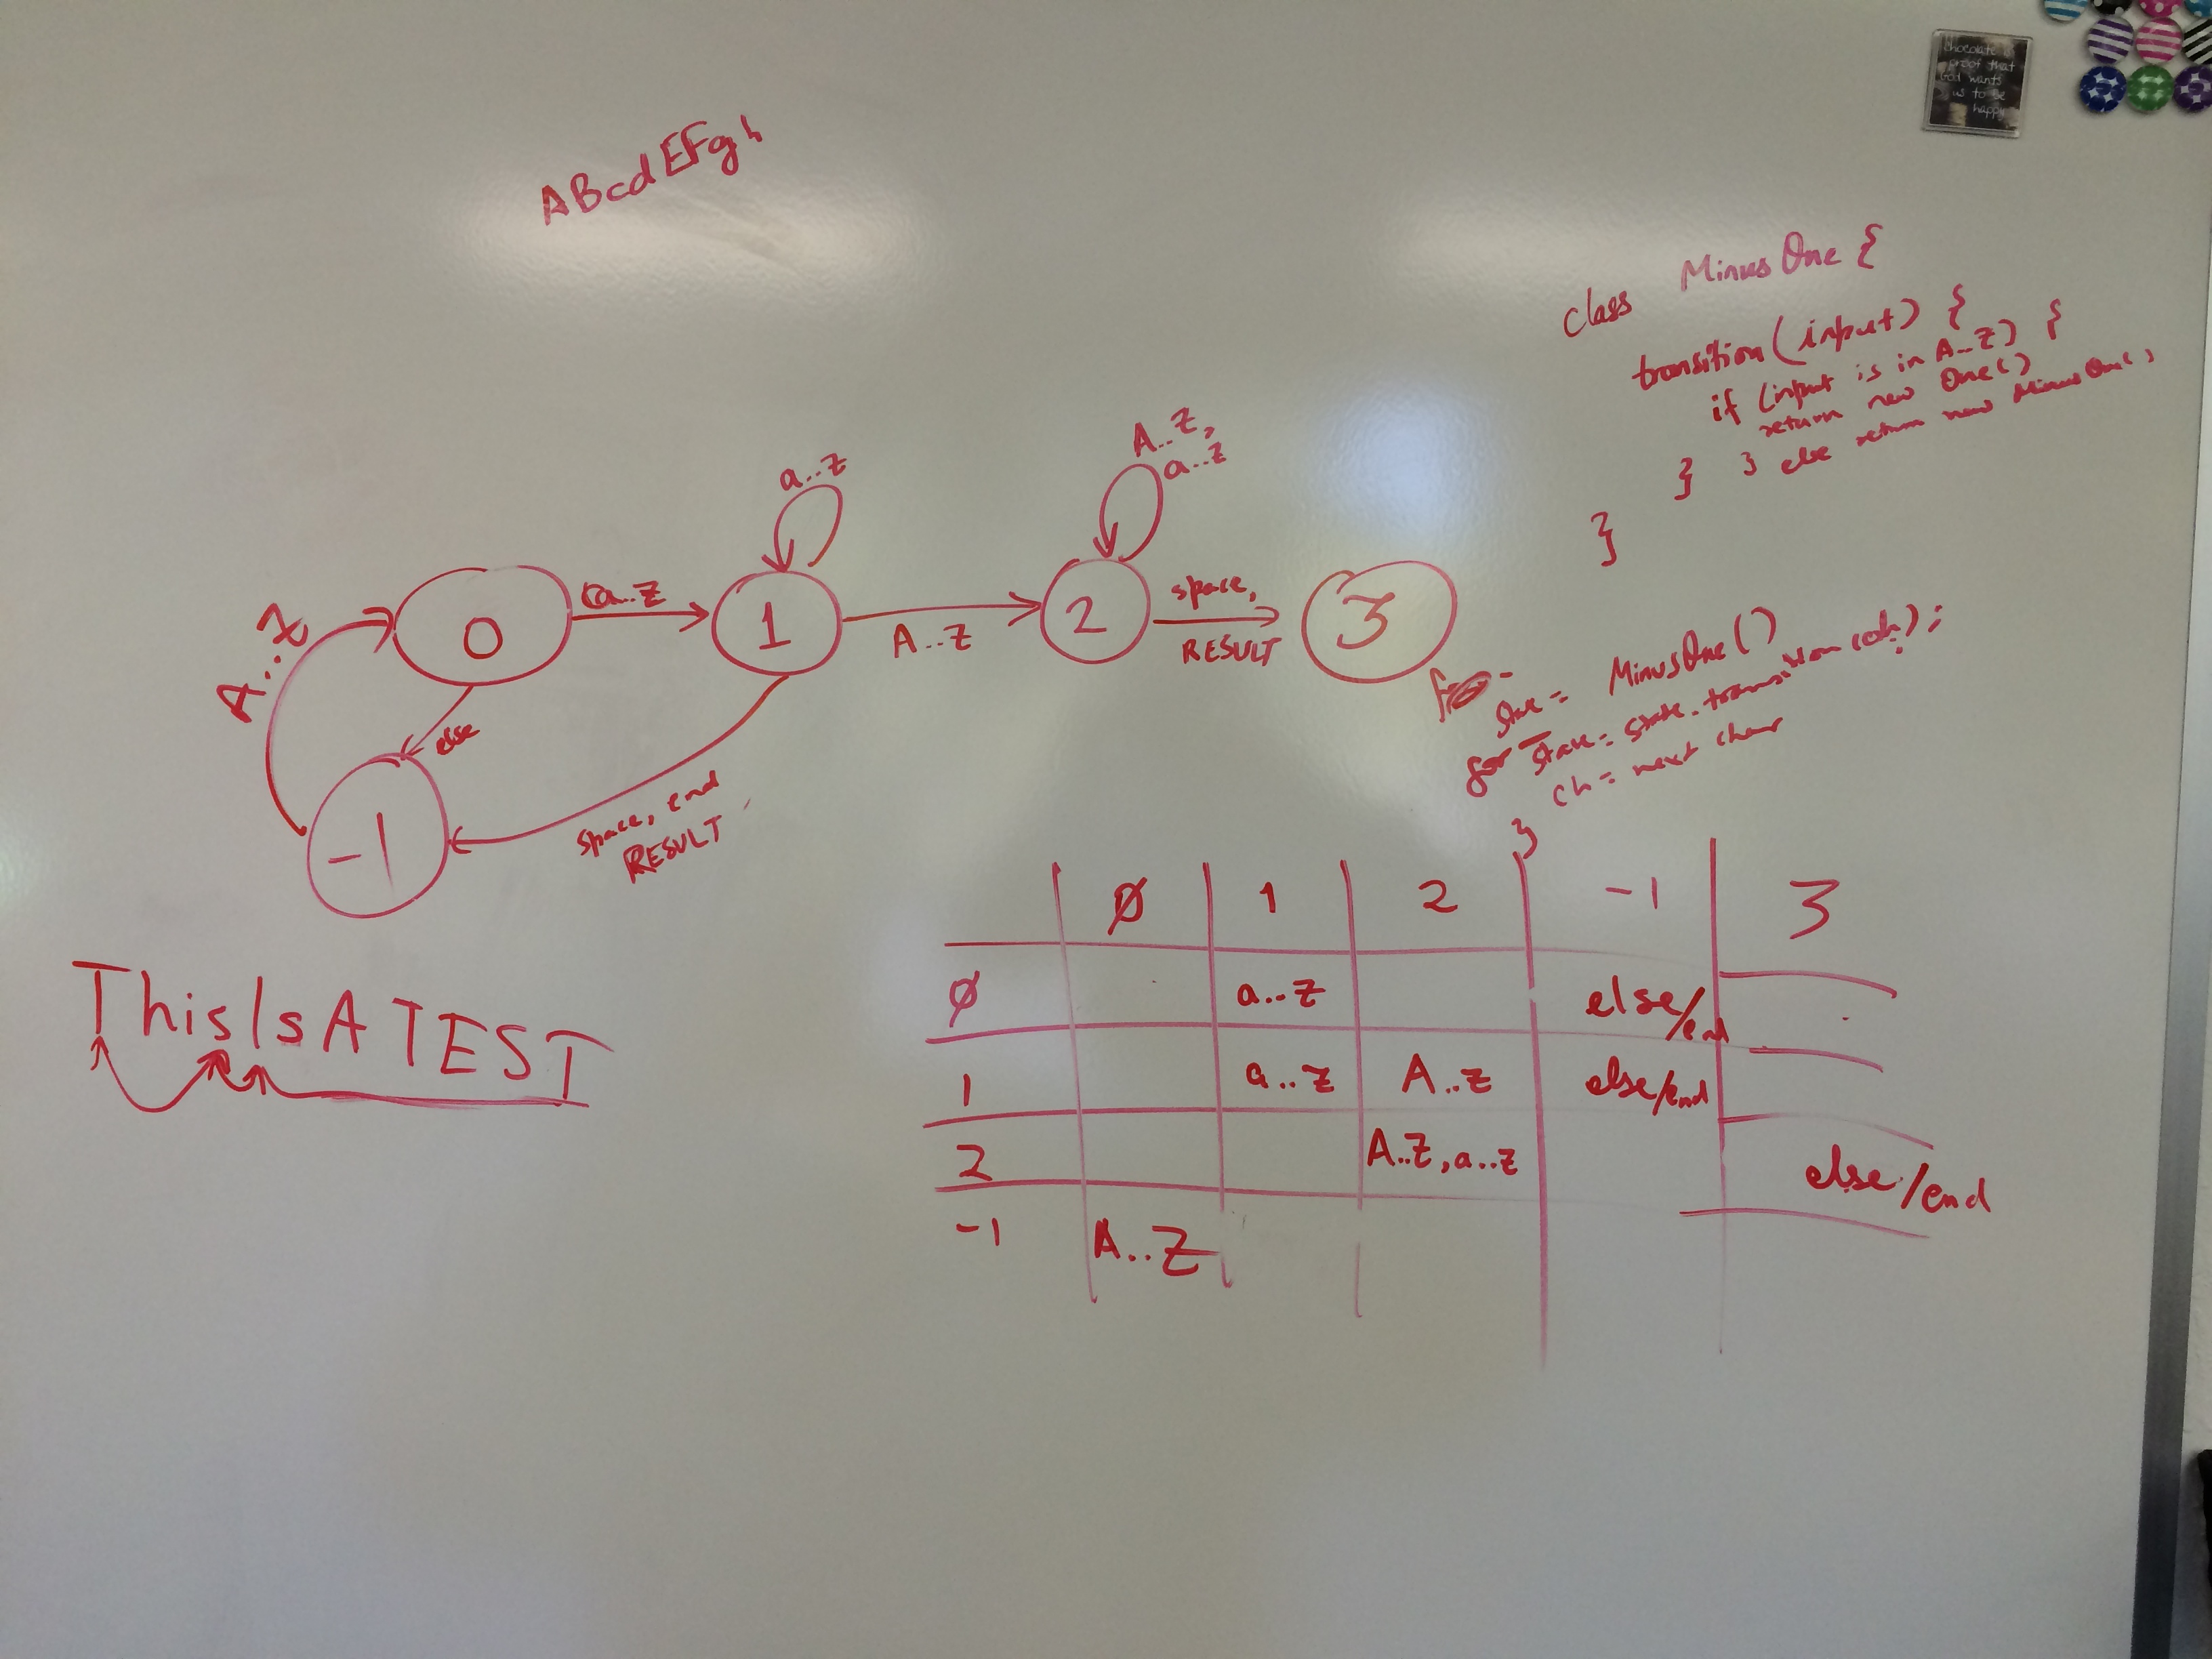 chocolate is
proof that
God wants
us to be
happy
ABcdEFgh
class MinusOne {
transition(input) {
if (input is in A..Z) {
return new One()
} else return new MinusOne()
}
}
a..z
A..Z,
a..z
A..Z
0
a..z
1
A..Z
2
space,
RESULT
3
else
-1
space, end
RESULT
state = MinusOne()
for state = state.transition(ch);
ch = next char
}
ThisIsATEST
0 1 2 -1 3
0 a..z else/end
1 a..z A..Z else/end
2 A..Z, a..z else/end
-1 A..Z